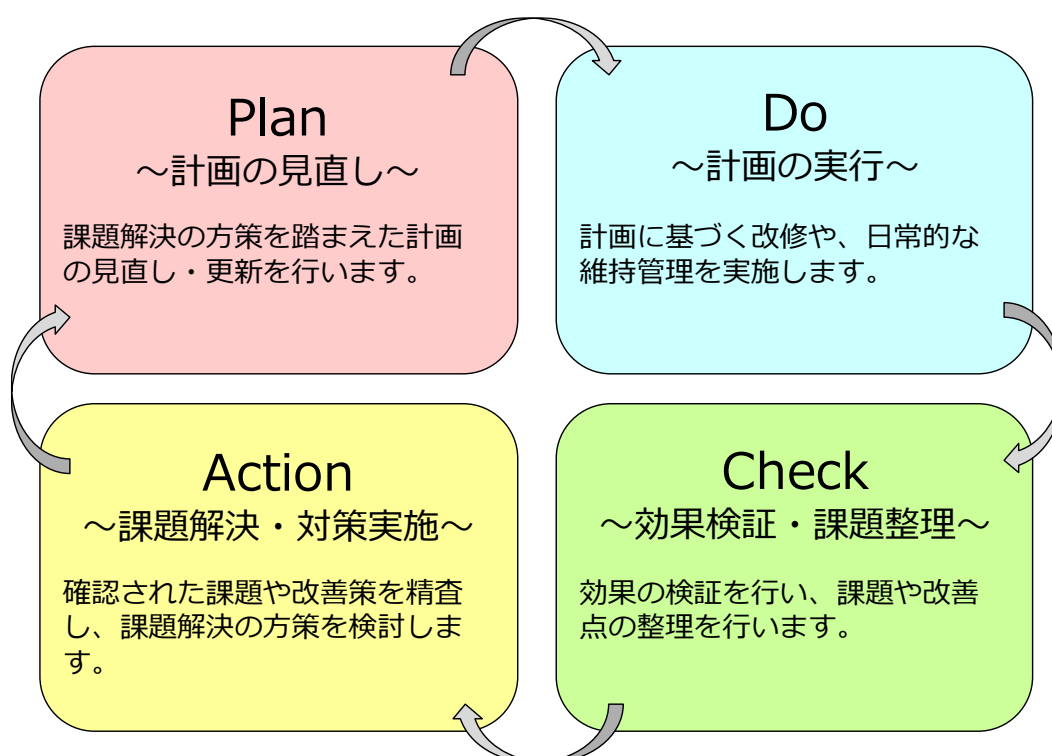 Plan
～計画の見直し～
課題解決の方策を踏まえた計画
の見直し・更新を行います。
Do
～計画の実行～
計画に基づく改修や、日常的な
維持管理を実施します。
Action
～課題解決・対策実施～
確認された課題や改善策を精査
し、課題解決の方策を検討しま
す。
Check
～効果検証・課題整理～
効果の検証を行い、課題や改善
点の整理を行います。